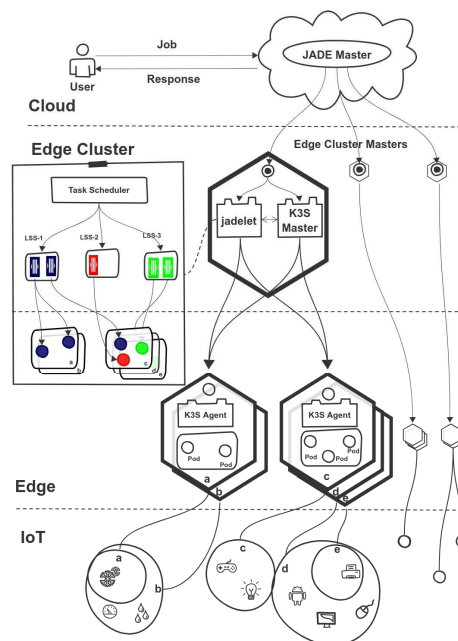 Job
JADE Master
Response
User
Cloud
Edge Cluster
Edge Cluster Masters
Task Scheduler
jadelet
K3S
Master
LSS-1
LSS-2
LSS-3
a
b
c
d
e
K3S Agent
Pod
Pod
a
b
K3S Agent
Pod
Pod
Pod
c
d
e
Edge
IoT
a
b
c
d
e